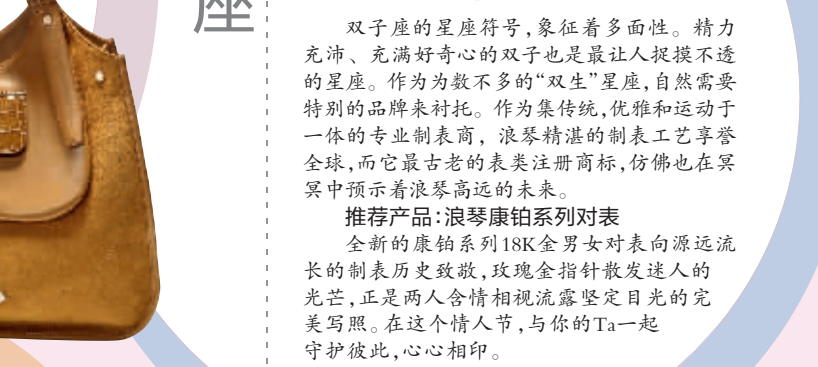 座
双子座的星座符号,象征着多面性。精力
充沛、充满好奇心的双子也是最让人捉摸不透
的星座。作为为数不多的“双生”星座,自然需要
特别的品牌来衬托。作为集传统,优雅和运动于
一体的专业制表商，浪琴精湛的制表工艺享誉
全球,而它最古老的表类注册商标,仿佛也在冥
冥中预示着浪琴高远的未来。
推荐产品:浪琴康铂系列对表
全新的康铂系列18K金男女对表向源远流
长的制表历史致敬,玫瑰金指针散发迷人的
光芒,正是两人含情相视流露坚定目光的完
美写照。在这个情人节,与你的Ta一起
守护彼此,心心相印。